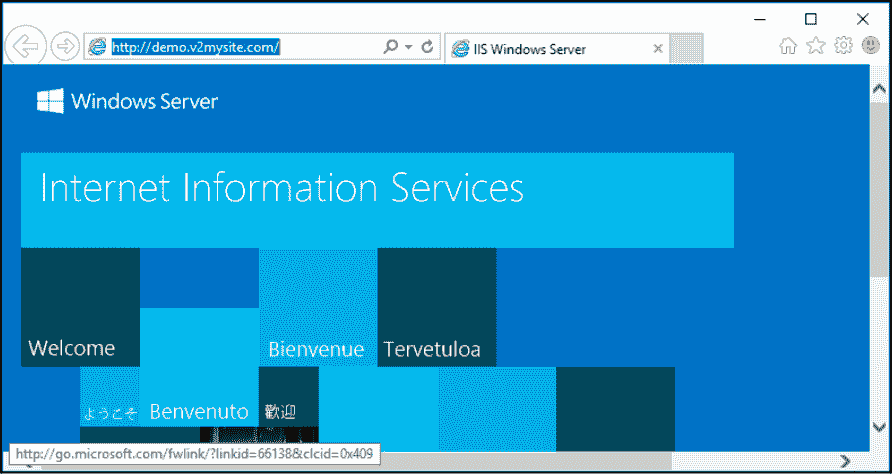 http://demo.v2mysite.com/
IIS Windows Server
Windows Server
Internet Information Services
Welcome
Bienvenue
Tervetuloa
ようこそ
Benvenuto
歡迎
http://go.microsoft.com/fwlink/?linkid=66138&clcid=0x409